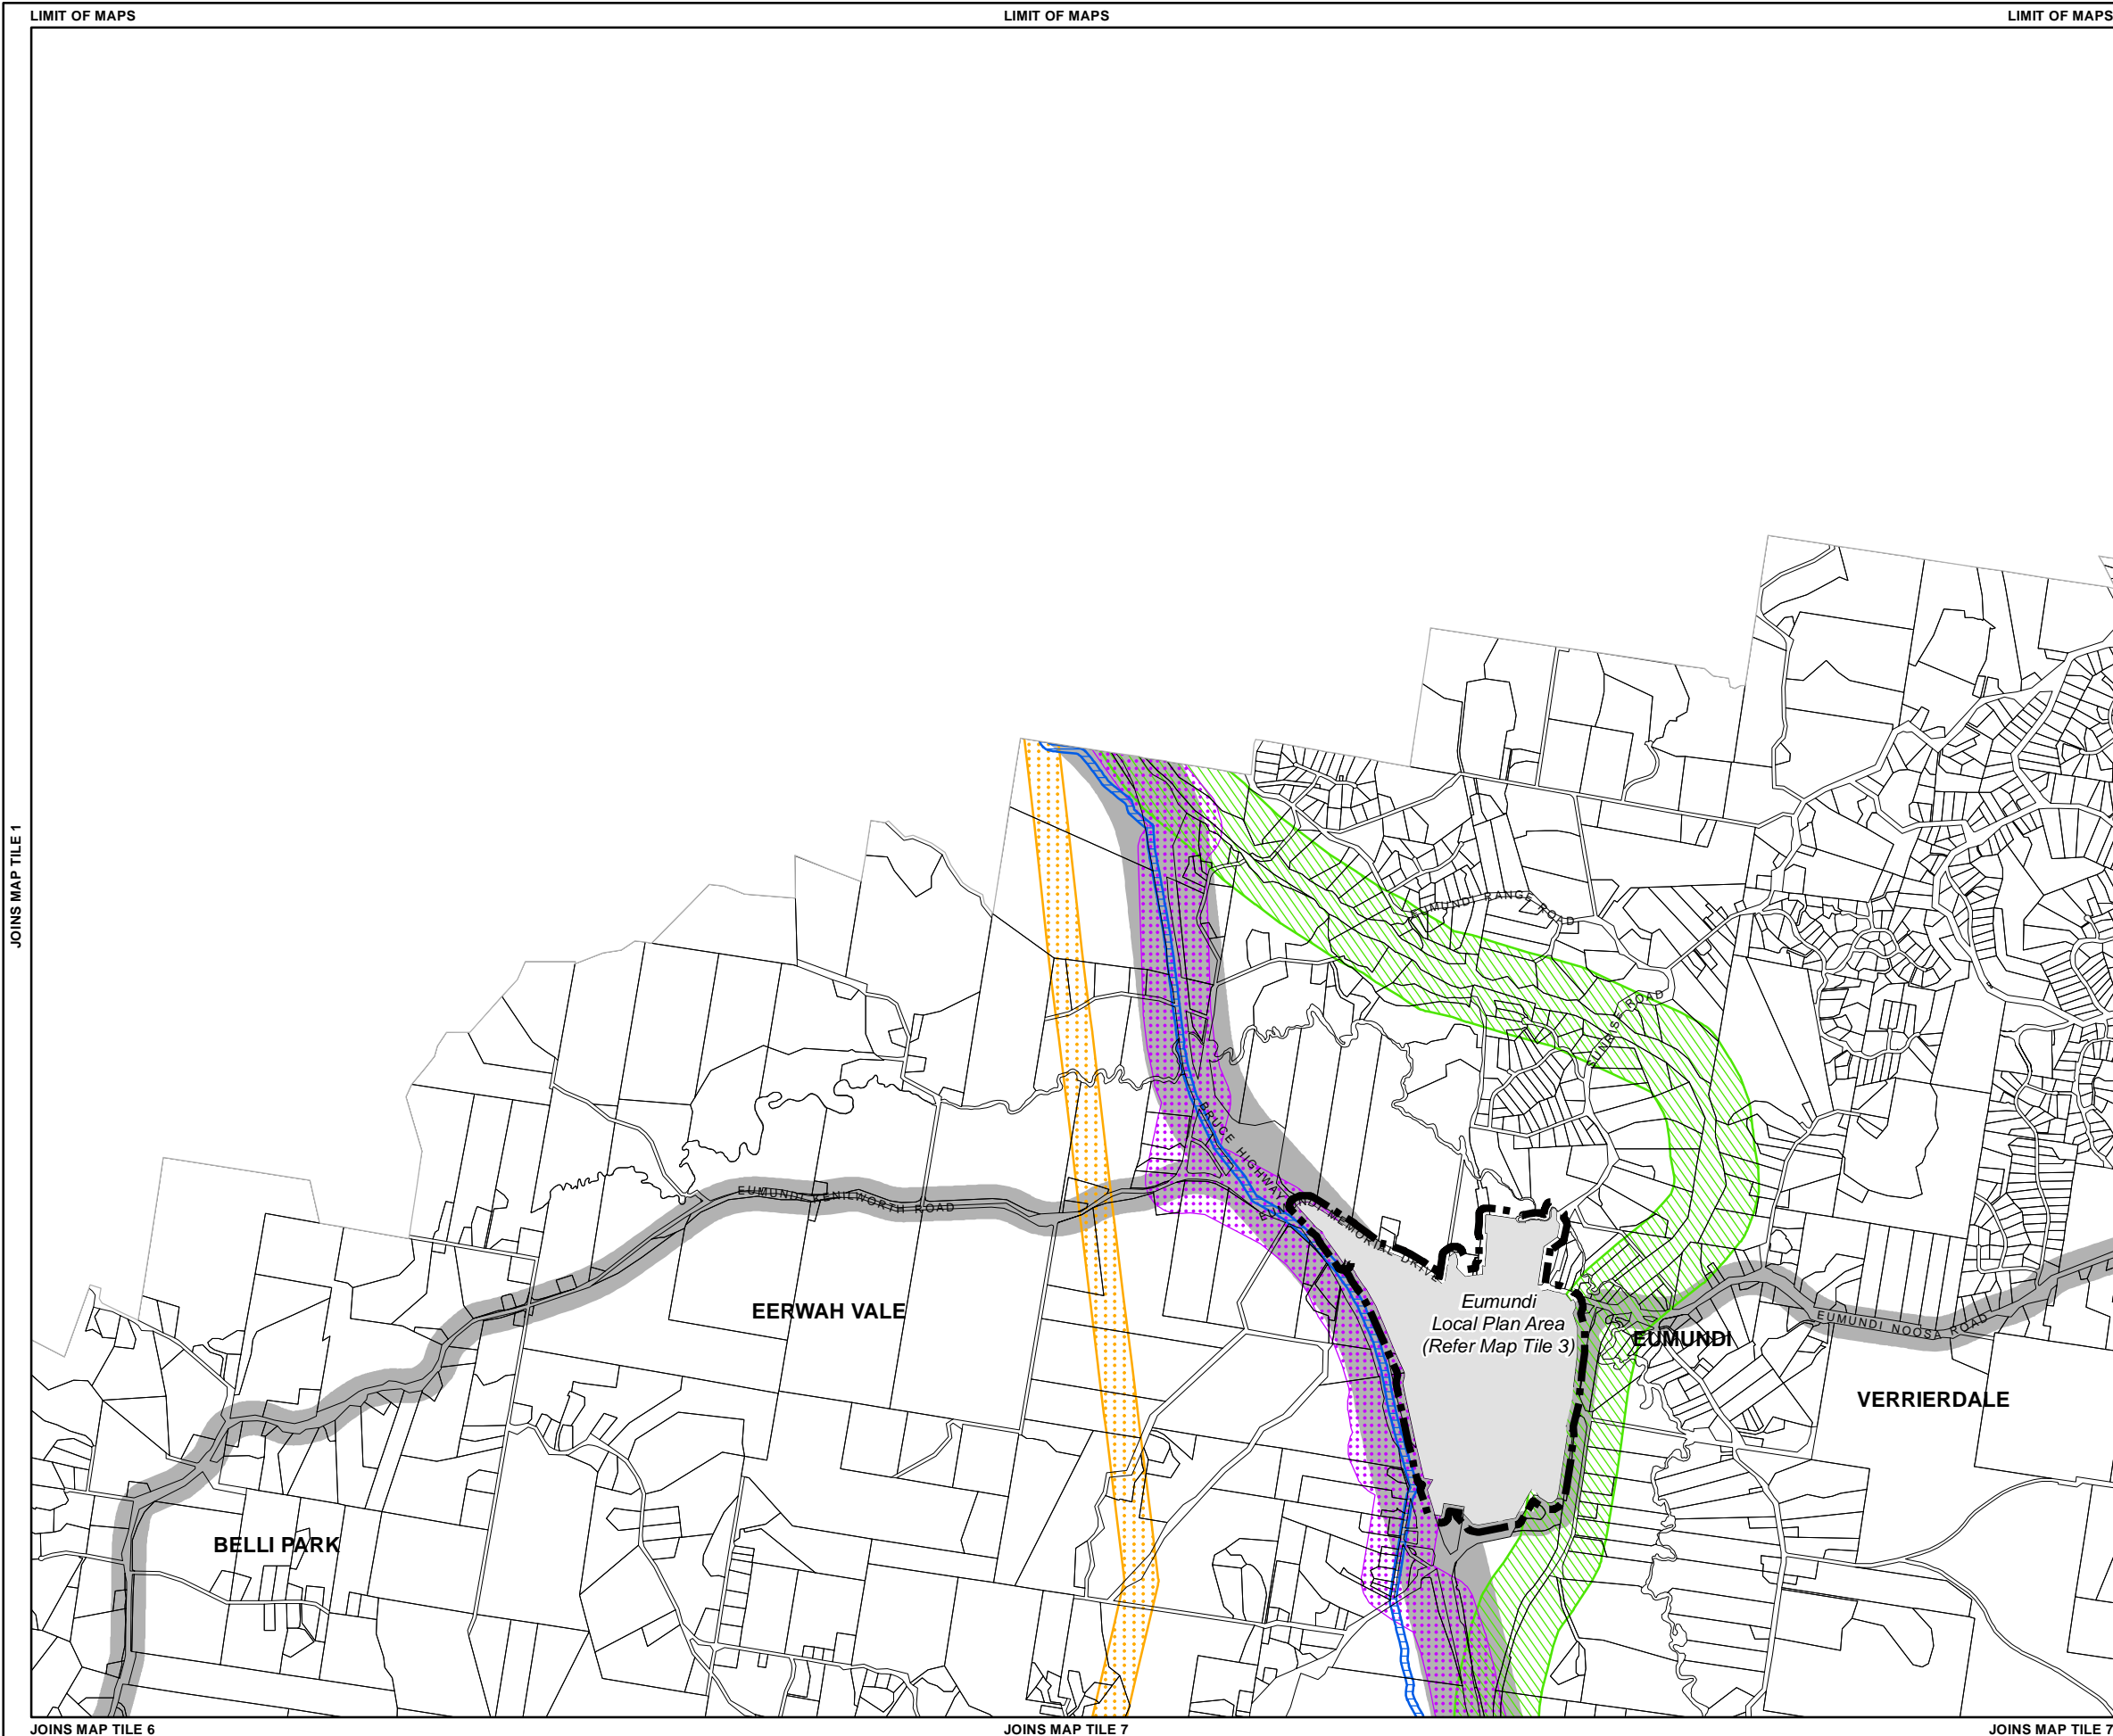 LIMIT OF MAPS LIMIT OF MAPS LIMIT OF MAPS
JOINS MAP TILE 1
EUMUNDI RANGE ROAD
SUNRISE ROAD
BRUCE HIGHWAY
EUMUNDI KENILWORTH ROAD
MEMORIAL DRIVE
EERWAH VALE
Eumundi
Local Plan Area
(Refer Map Tile 3)
EUMUNDI
EUMUNDI NOOSA ROAD
VERRIERDALE
BELLI PARK
JOINS MAP TILE 6 JOINS MAP TILE 7 JOINS MAP TILE 7